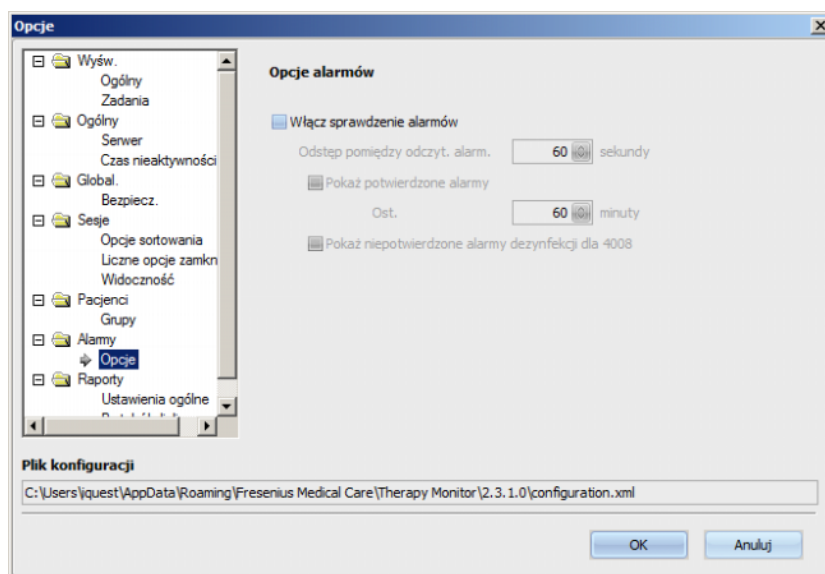 Opcje
Wyśw.
Ogólny
Zadania
Ogólny
Serwer
Czas nieaktywności
Global.
Bezpiecz.
Sesje
Opcje sortowania
Liczne opcje zamkn
Widoczność
Pacjenci
Grupy
Alarmy
Opcje
Raporty
Ustawienia ogólne
Opcje alarmów
Włącz sprawdzenie alarmów
Odstęp pomiędzy odczyt. alarm. 60 sekundy
Pokaż potwierdzone alarmy
Ost. 60 minuty
Pokaż niepotwierdzone alarmy dezynfekcji dla 4008
Plik konfiguracji
C:\Users\iquest\AppData\Roaming\Fresenius Medical Care\Therapy Monitor\2.3.1.0\configuration.xml
OK Anuluj